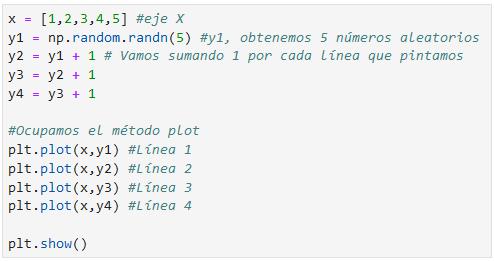 x = [1,2,3,4,5] #eje X
y1 = np.random.randn(5) #y1, obtenemos 5 números aleatorios
y2 = y1 + 1 # Vamos sumando 1 por cada línea que pintamos
y3 = y2 + 1
y4 = y3 + 1

#Ocupamos el método plot
plt.plot(x,y1) #Línea 1
plt.plot(x,y2) #Línea 2
plt.plot(x,y3) #Línea 3
plt.plot(x,y4) #Línea 4

plt.show()